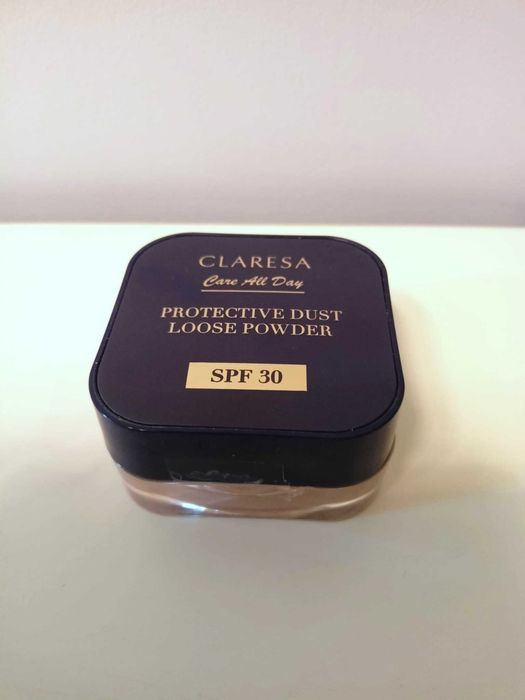 CLARESA
Care All Day
PROTECTIVE DUST
LOOSE POWDER
SPF 30